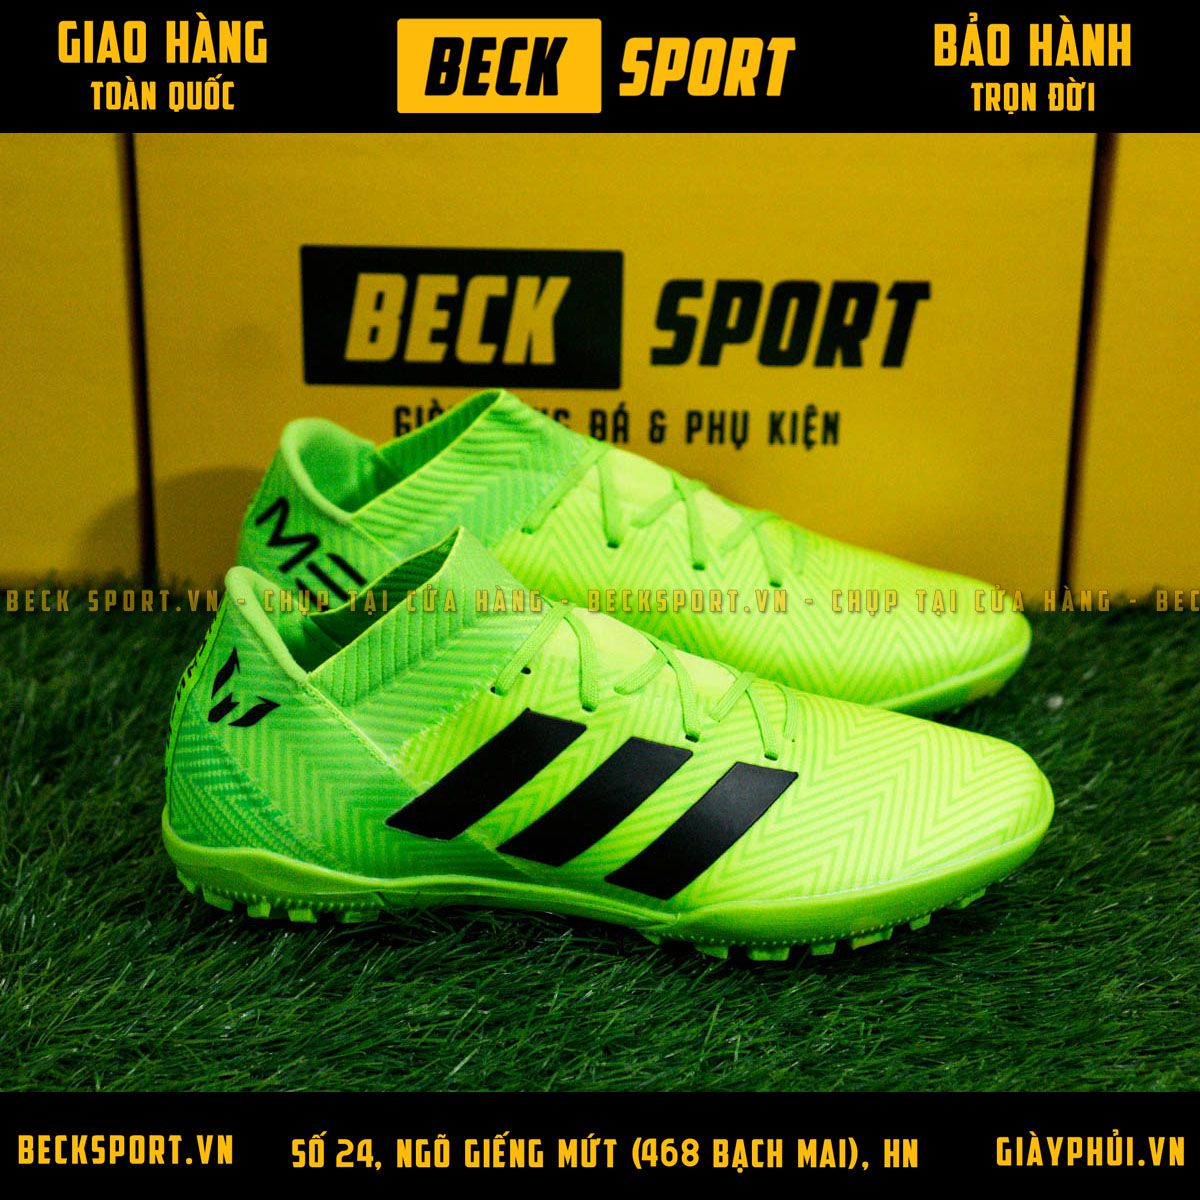 GIAO HÀNG
TOÀN QUỐC
BECK SPORT
BẢO HÀNH
TRỌN ĐỜI
BECK SPORT
ĐÁ & PHỤ KIỆN
BECK SPORT.VN - CHỤP TẠI CỬA HÀNG - BECKSPORT.VN - CHỤP TẠI CỬA HÀNG - BEC
BECKSPORT.VN
SỐ 24, NGÕ GIẾNG MỨT (468 BẠCH MAI), HN
GIÀYPHỦI.VN